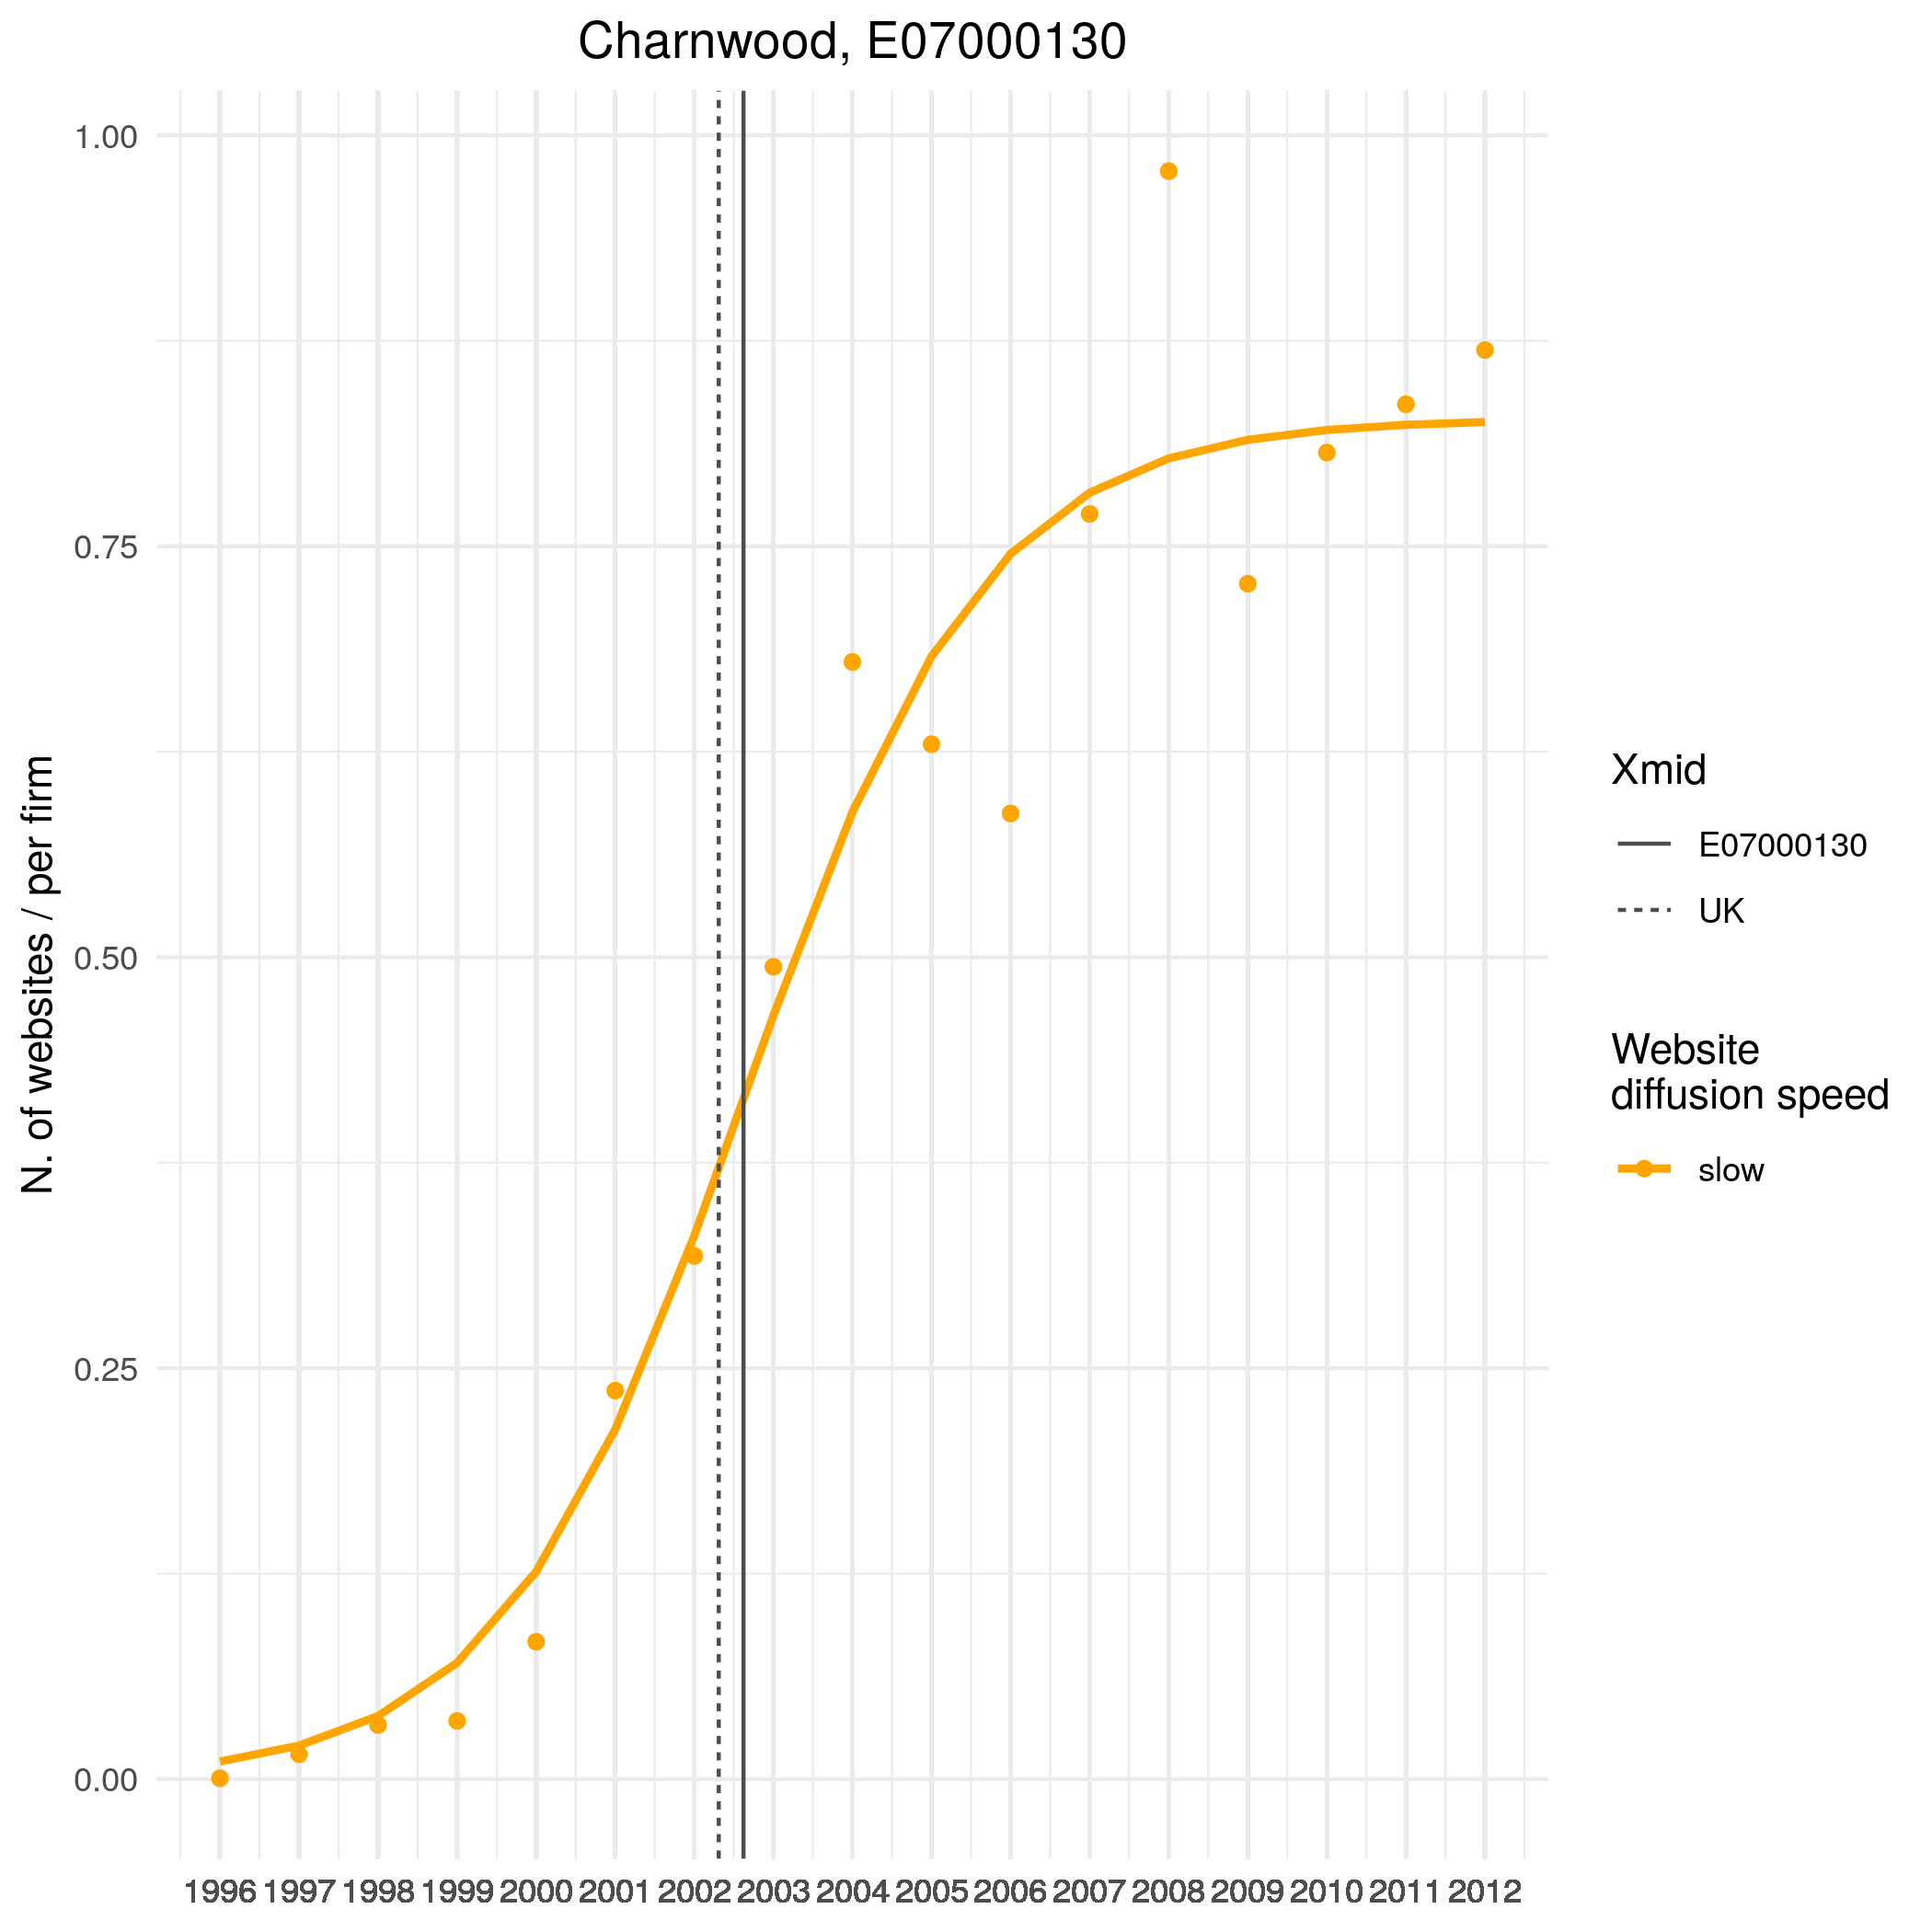 Charnwood, E07000130
N. of websites / per firm
1.00
0.75
0.50
0.25
0.00
1996 1997 1998 1999 2000 2001 2002 2003 2004 2005 2006 2007 2008 2009 2010 2011 2012
Xmid
E07000130
UK
Website
diffusion speed
slow